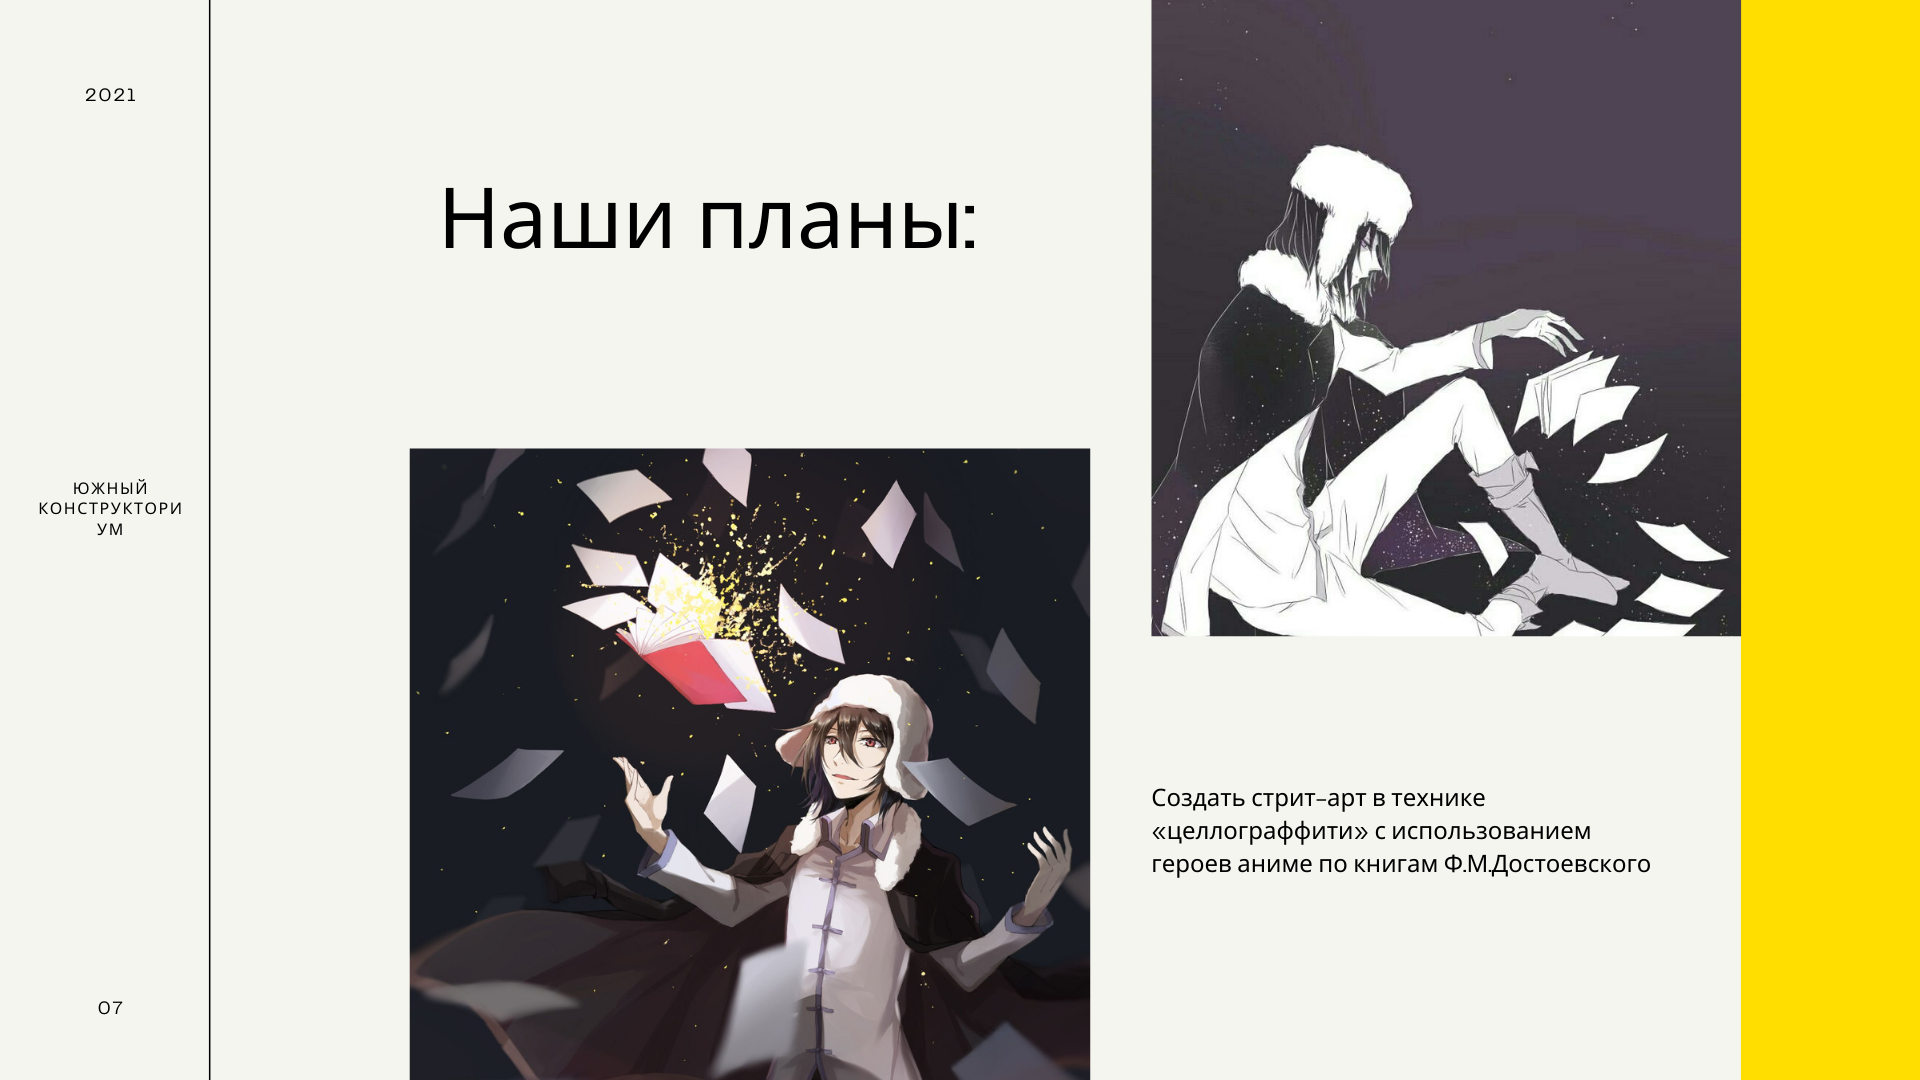 2021
Наши планы:
ЮЖНЫЙ
КОНСТРУКТОРИ
УМ
Создать стрит–арт в технике
«целлограффити» с использованием
героев аниме по книгам Ф.М.Достоевского
07